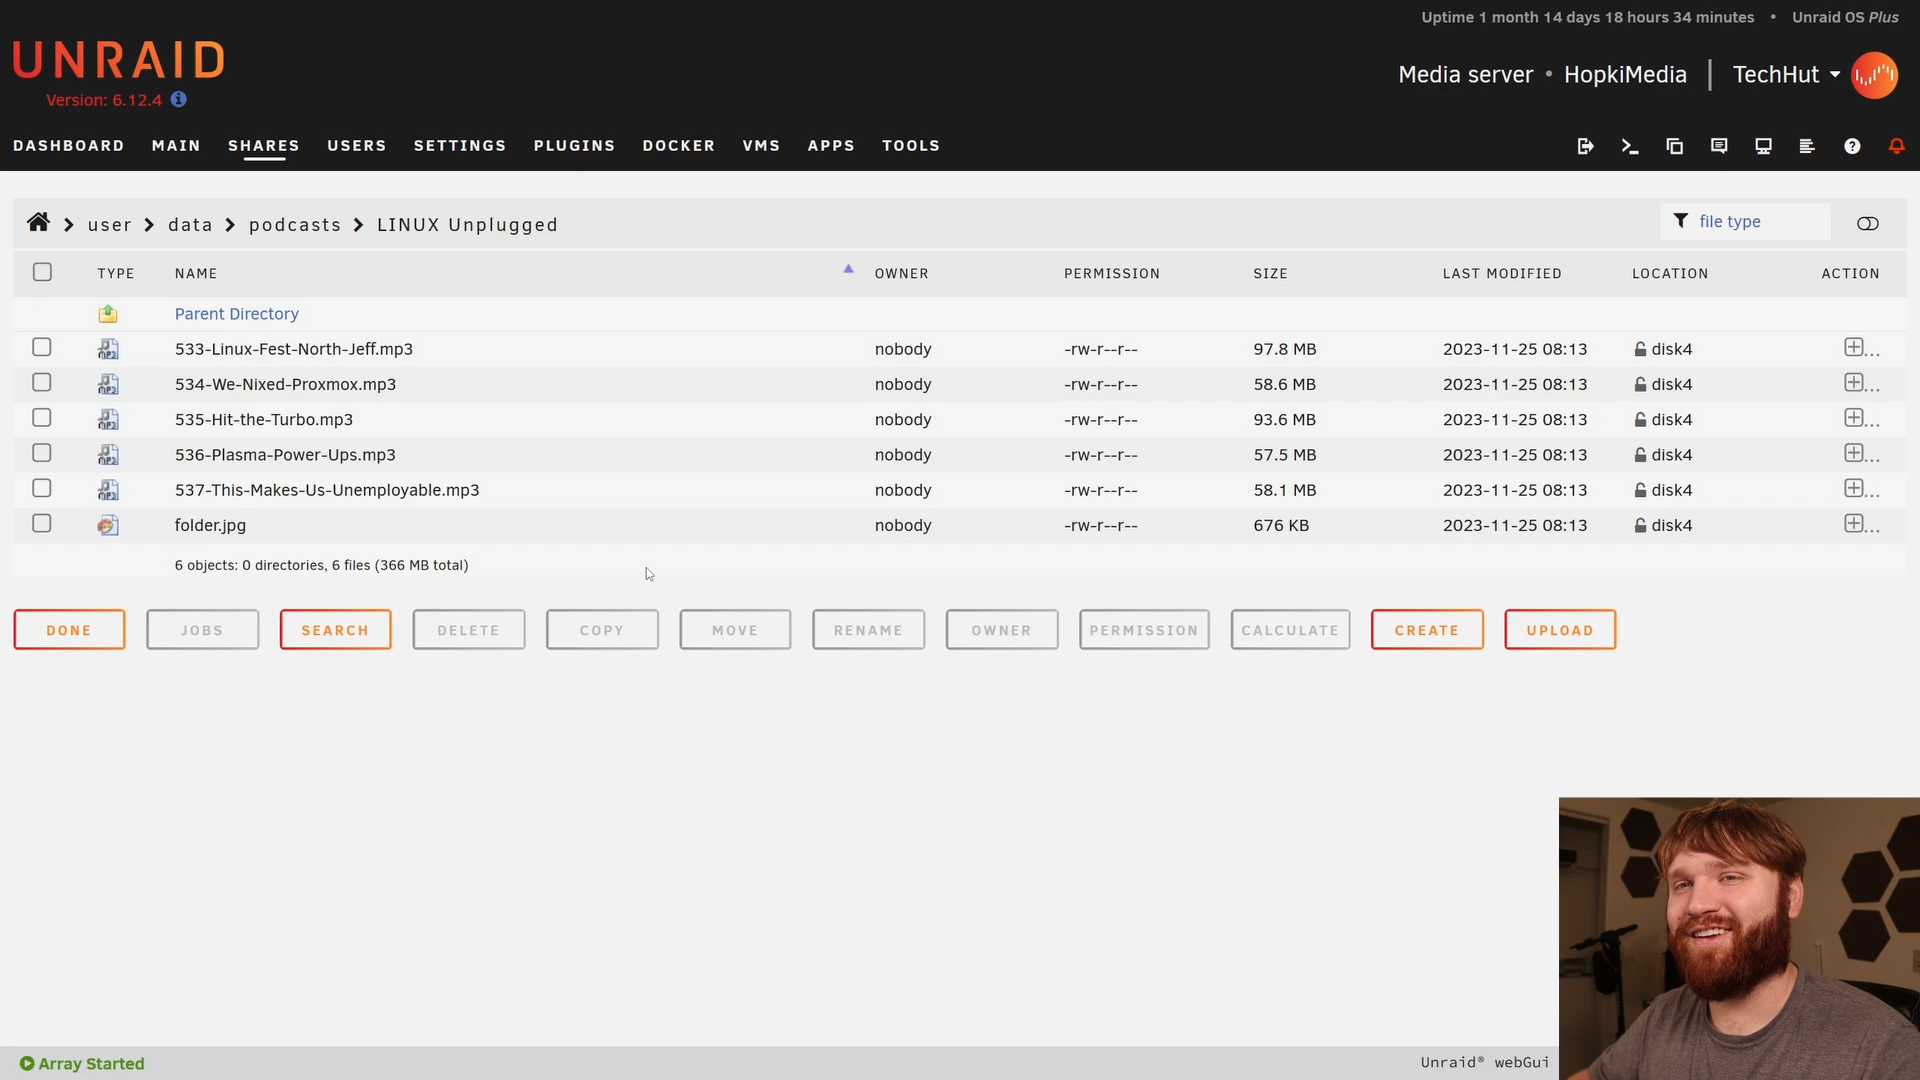 Uptime 1 month 14 days 18 hours 34 minutes • Unraid OS Plus
UNRAID
Version: 6.12.4
Media server • HopkiMedia | TechHut
DASHBOARD MAIN SHARES USERS SETTINGS PLUGINS DOCKER VMS APPS TOOLS
user > data > podcasts > LINUX Unplugged
file type
TYPE NAME OWNER PERMISSION SIZE LAST MODIFIED LOCATION ACTION
Parent Directory
533-Linux-Fest-North-Jeff.mp3 nobody -rw-r--r-- 97.8 MB 2023-11-25 08:13 disk4 ...
534-We-Nixed-Proxmox.mp3 nobody -rw-r--r-- 58.6 MB 2023-11-25 08:13 disk4 ...
535-Hit-the-Turbo.mp3 nobody -rw-r--r-- 93.6 MB 2023-11-25 08:13 disk4 ...
536-Plasma-Power-Ups.mp3 nobody -rw-r--r-- 57.5 MB 2023-11-25 08:13 disk4 ...
537-This-Makes-Us-Unemployable.mp3 nobody -rw-r--r-- 58.1 MB 2023-11-25 08:13 disk4 ...
folder.jpg nobody -rw-r--r-- 676 KB 2023-11-25 08:13 disk4 ...
6 objects: 0 directories, 6 files (366 MB total)
DONE JOBS SEARCH DELETE COPY MOVE RENAME OWNER PERMISSION CALCULATE CREATE UPLOAD
Array Started
Unraid® webGui